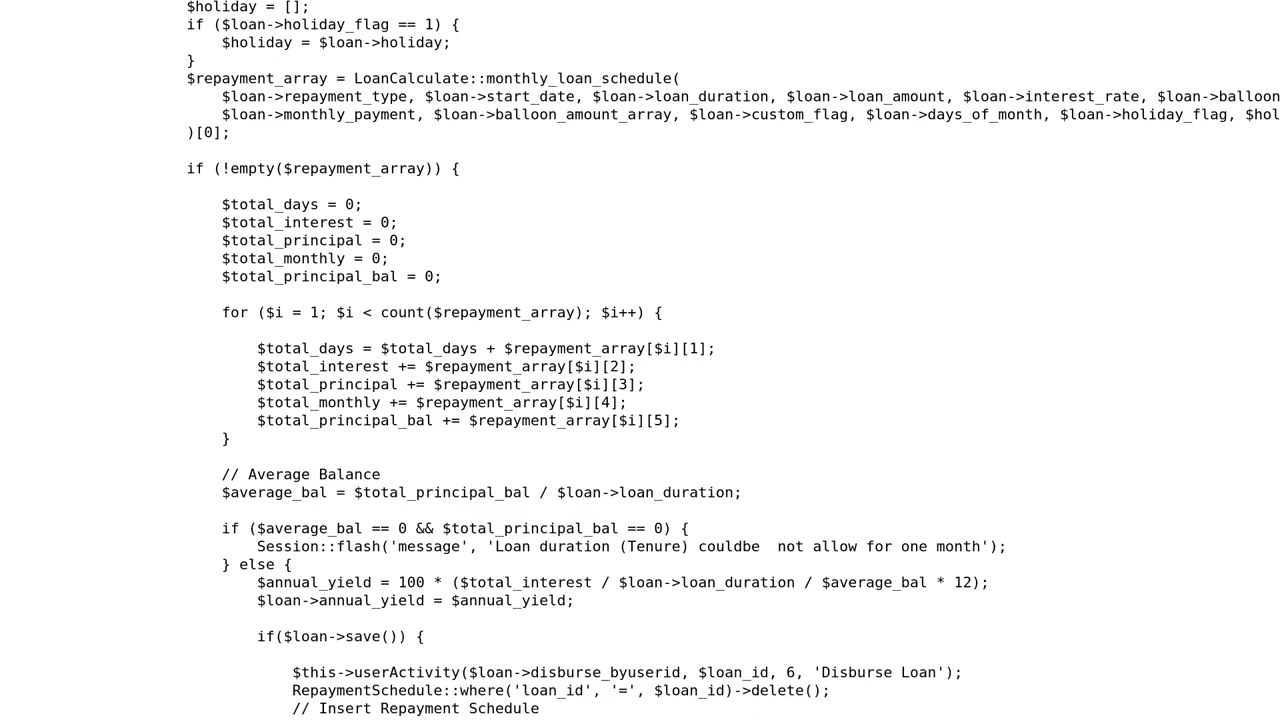 $holiday = [];
if ($loan->holiday_flag == 1) {
$holiday = $loan->holiday;
}
$repayment_array = LoanCalculate::monthly_loan_schedule(
$loan->repayment_type, $loan->start_date, $loan->loan_duration, $loan->loan_amount, $loan->interest_rate, $loan->balloon
$loan->monthly_payment, $loan->balloon_amount_array, $loan->custom_flag, $loan->days_of_month, $loan->holiday_flag, $hol
)[0];
if (!empty($repayment_array)) {
$total_days = 0;
$total_interest = 0;
$total_principal = 0;
$total_monthly = 0;
$total_principal_bal = 0;
for ($i = 1; $i < count($repayment_array); $i++) {
$total_days = $total_days + $repayment_array[$i][1];
$total_interest += $repayment_array[$i][2];
$total_principal += $repayment_array[$i][3];
$total_monthly += $repayment_array[$i][4];
$total_principal_bal += $repayment_array[$i][5];
}
// Average Balance
$average_bal = $total_principal_bal / $loan->loan_duration;
if ($average_bal == 0 && $total_principal_bal == 0) {
Session::flash('message', 'Loan duration (Tenure) couldbe  not allow for one month');
} else {
$annual_yield = 100 * ($total_interest / $loan->loan_duration / $average_bal * 12);
$loan->annual_yield = $annual_yield;
if($loan->save()) {
$this->userActivity($loan->disburse_byuserid, $loan_id, 6, 'Disburse Loan');
RepaymentSchedule::where('loan_id', '=', $loan_id)->delete();
// Insert Repayment Schedule